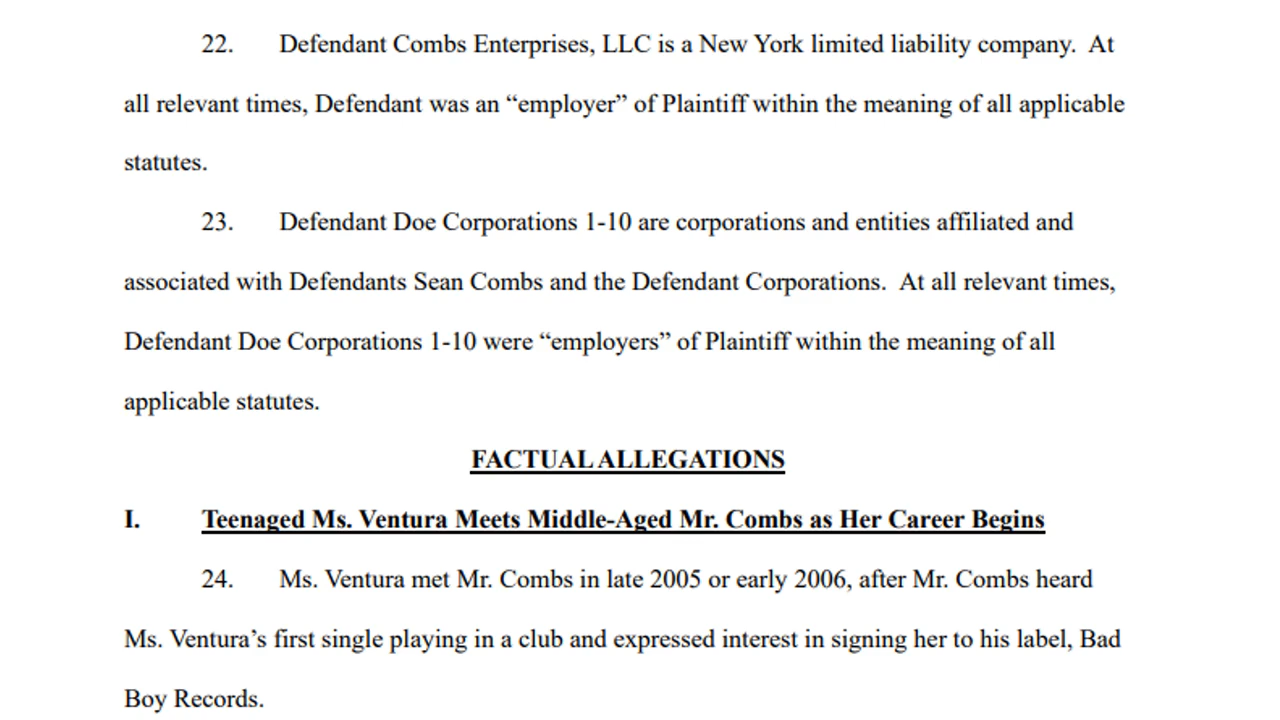 22. Defendant Combs Enterprises, LLC is a New York limited liability company. At
all relevant times, Defendant was an “employer” of Plaintiff within the meaning of all applicable
statutes.
23. Defendant Doe Corporations 1-10 are corporations and entities affiliated and
associated with Defendants Sean Combs and the Defendant Corporations. At all relevant times,
Defendant Doe Corporations 1-10 were “employers” of Plaintiff within the meaning of all
applicable statutes.
FACTUAL ALLEGATIONS
I. Teenaged Ms. Ventura Meets Middle-Aged Mr. Combs as Her Career Begins
24. Ms. Ventura met Mr. Combs in late 2005 or early 2006, after Mr. Combs heard
Ms. Ventura’s first single playing in a club and expressed interest in signing her to his label, Bad
Boy Records.